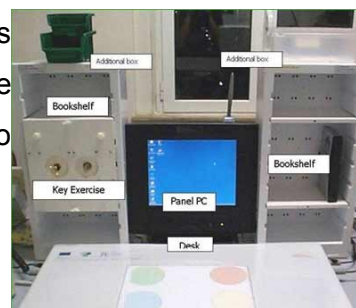 s
e
o
Additional box
Additional box
Bookshelf
Bookshelf
Key Exercise
Panel PC
Desk